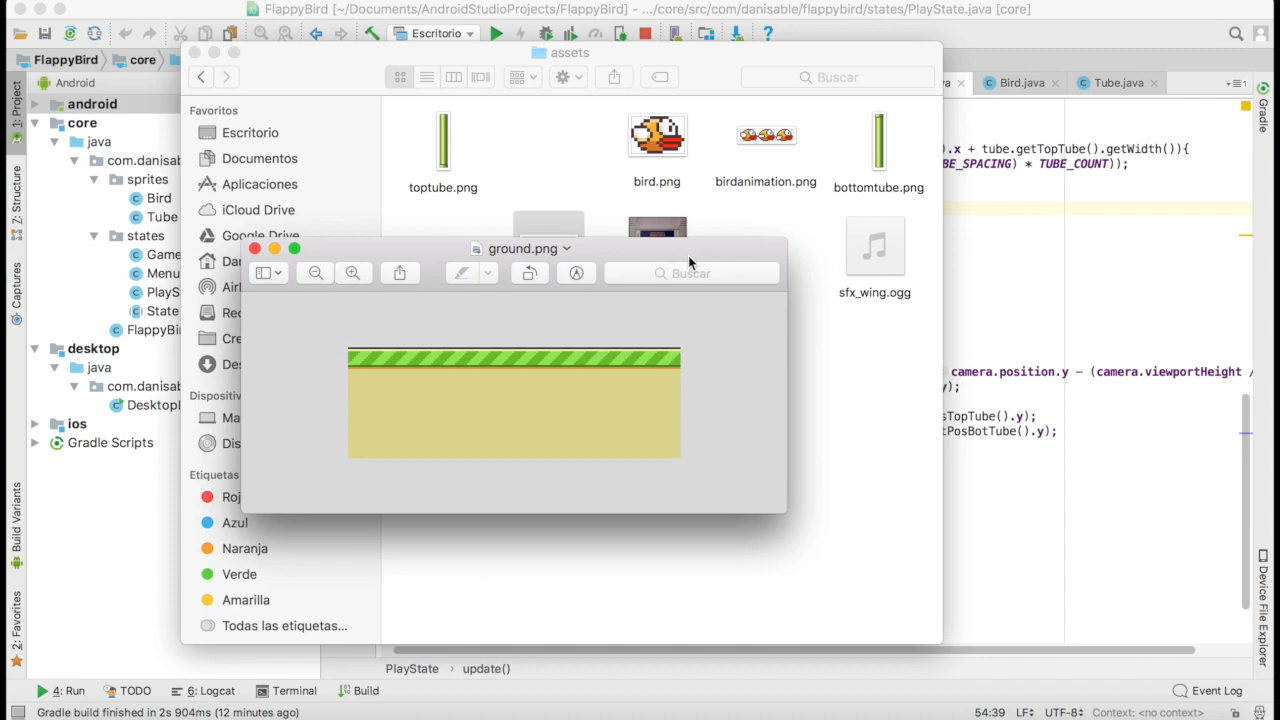 FlappyBird [~/Documents/AndroidStudioProjects/FlappyBird] - .../core/src/com/danisable/flappybird/states/PlayState.java [core]
Escritorio
FlappyBird
core
assets
Buscar
Android
Bird.java
Tube.java
1: Project
7: Structure
Captures
Build Variants
2: Favorites
Gradle
Device File Explorer
android
core
java
com.danisab
sprites
Bird
Tube
states
Game
Menu
PlayS
State
FlappyBi
desktop
java
com.danisab
Desktopl
ios
Gradle Scripts
Favoritos
Escritorio
Documentos
Aplicaciones
iCloud Drive
Google Drive
Dispositiv
Etiquetas
Roj
Azul
Naranja
Verde
Amarilla
Todas las etiquetas...
toptube.png
bird.png
birdanimation.png
bottomtube.png
sfx_wing.ogg
ground.png
Buscar
).x + tube.getTopTube().getWidth()){
BE_SPACING) * TUBE_COUNT));
camera.position.y - (camera.viewportHeight /
);
sTopTube().y);
tPosBotTube().y);
PlayState
update()
4: Run
TODO
6: Logcat
Terminal
Build
Event Log
Gradle build finished in 2s 904ms (12 minutes ago)
54:39
LF
UTF-8
Context: <no context>